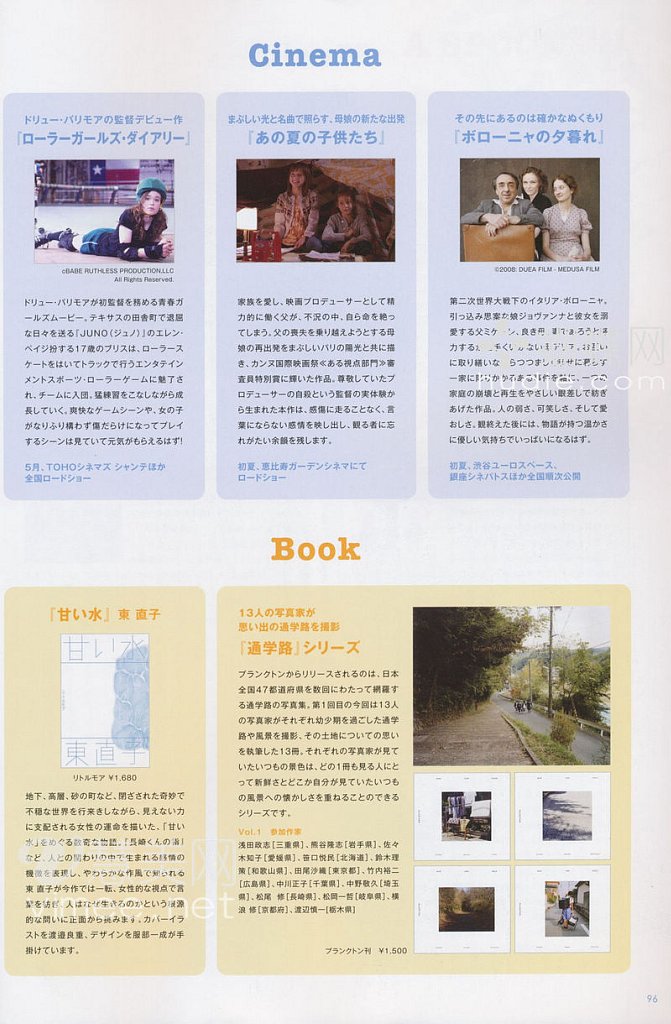 Cinema
ドリュー・バリモアの監督デビュー作
『ローラーガールズ・ダイアリー』
©BABE RUTHLESS PRODUCTION,LLC
All Rights Reserved.
ドリュー・バリモアが初監督を務める青春ガ
ールズムービー。テキサスの田舎町で退屈
な日々を送る『JUNO（ジュノ）』のエレン・
ペイジ扮する17歳のブリスは、ローラース
ケートをはいてトラックで行うエンタテイン
メントスポーツ・ローラーゲームに魅了さ
れ、チームに入団。猛練習をこなしながら成
長していく。爽快なゲームシーンや、女の子
がなりふり構わず傷だらけになってプレイ
するシーンは見ていて元気がもらえるはず!
5月、TOHOシネマズ シャンテほか
全国ロードショー
まぶしい光と名曲で照らす、母娘の新たな出発
『あの夏の子供たち』
家族を愛し、映画プロデューサーとして精
力的に働く父が、不況の中、自ら命を絶っ
てしまう。父の喪失を乗り越えようとする母
娘の再出発をまぶしいパリの陽光と共に描
き、カンヌ国際映画祭≪ある視点部門≫審
査員特別賞に輝いた作品。尊敬していたプ
ロデューサーの自殺という監督の実体験か
ら生まれた本作は、感傷に走ることなく、言
葉にならない感情を映し出し、観る者に忘
れがたい余韻を残します。
初夏、恵比寿ガーデンシネマにて
ロードショー
その先にあるのは確かなぬくもり
『ボローニャの夕暮れ』
©2008: DUEA FILM - MEDUSA FILM
第二次世界大戦下のイタリア・ボローニャ。
引っ込み思案な娘ジョヴァンナと彼女を溺
愛する父ミケーレ、良き母、妻であろうと
に取り繕いながらつつましく幸せに暮らす
一家に
家庭の崩壊と再生をやさしい眼差しで紡ぎ
あげた作品。人の弱さ、可笑しさ、そして愛
おしさ。観終えた後には、物語が持つ温かさ
に優しい気持ちでいっぱいになるはず。
初夏、渋谷ユーロスペース、
銀座シネパトスほか全国順次公開
Book
『甘い水』 東 直子
甘い水
東直子
リトルモア ¥1,680
地下、高層、砂の町など、閉ざされた奇妙で
不穏な世界を行き来しながら、見えない力
に支配される女性の運命を描いた、「甘い
水」をめぐる数奇な物語。『長崎くんの指』
など、人との関わりの中で生まれる感情の
機微を表現し、やわらかな作風で知られる
東 直子が今作では一転、女性的な視点で言
葉を紡ぎ、人はなぜ生きるのかという根源
的な問いに正面から挑みます。カバーイラ
ストを渡邉良重、デザインを服部一成が手
掛けています。
13人の写真家が
思い出の通学路を撮影
『通学路』シリーズ
プランクトンからリリースされるのは、日本
全国47都道府県を数回にわたって網羅す
る通学路の写真集。第1回目の今回は13人
の写真家がそれぞれ幼少期を過ごした通学
路や風景を撮影、その土地についての思い
を執筆した13冊。それぞれの写真家が見て
いたいつもの景色は、どの1冊も見る人にと
って新鮮さとどこか自分が見ていたいつも
の風景への懐かしさを重ねることのできる
シリーズです。
Vol.1 参加作家
浅田政志［三重県］、熊谷隆志［岩手県］、佐々
木知子［愛媛県］、笹口悦民［北海道］、鈴木理
策［和歌山県］、田尾沙織［東京都］、竹内裕二
［広島県］、中川正子［千葉県］、中野敬久［埼玉
県］、松尾 修［長崎県］、松岡一哲［岐阜県］、横
浪 修［京都府］、渡辺慎一［栃木県］
プランクトン刊 ¥1,500
96